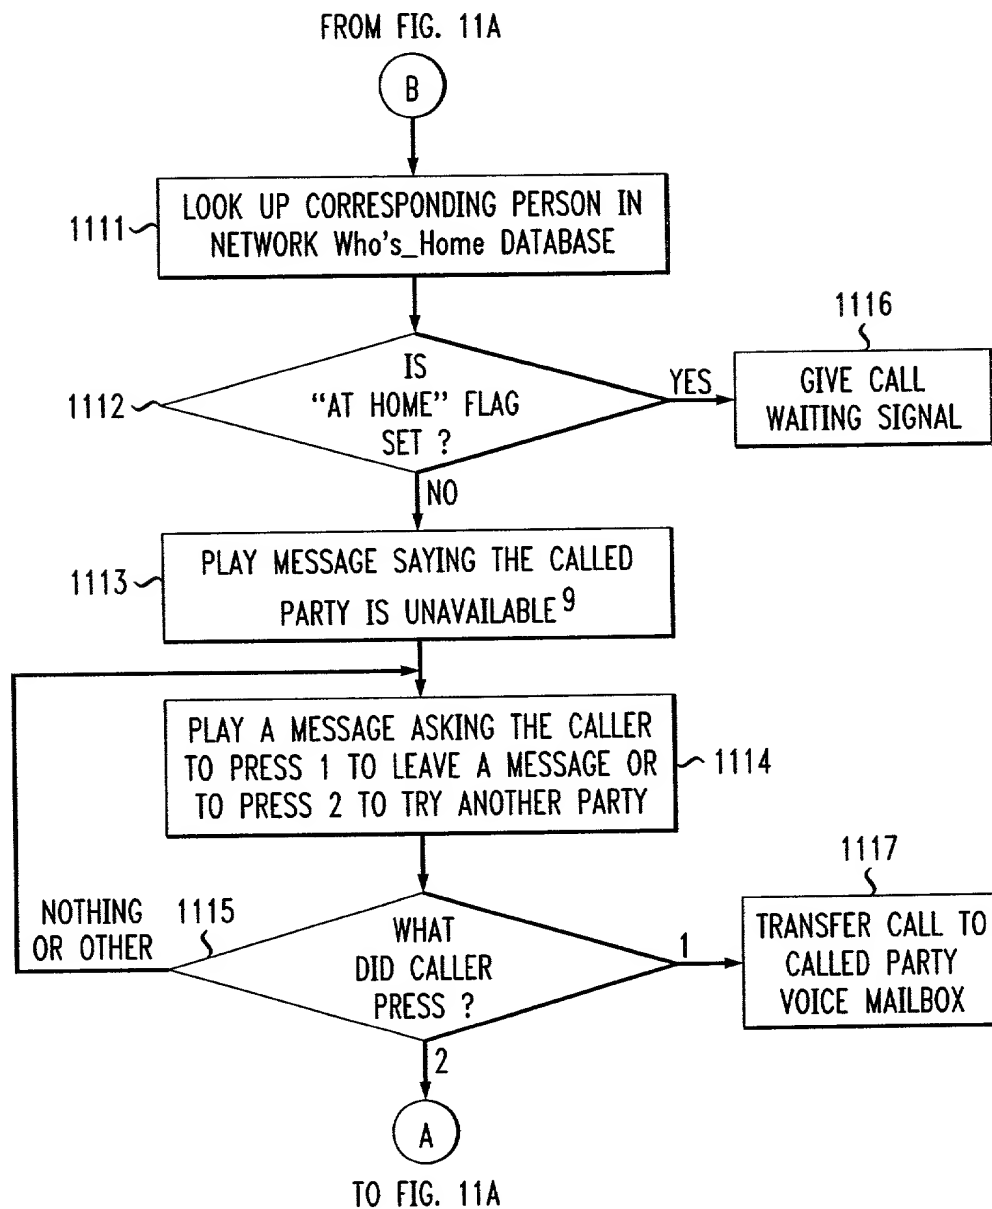 FROM FIG. 11A
B
1111
LOOK UP CORRESPONDING PERSON IN
NETWORK Who's_Home DATABASE
1112
IS
“AT HOME” FLAG
SET ?
YES
1116
GIVE CALL
WAITING SIGNAL
NO
1113
PLAY MESSAGE SAYING THE CALLED
PARTY IS UNAVAILABLE 9
PLAY A MESSAGE ASKING THE CALLER
TO PRESS 1 TO LEAVE A MESSAGE OR
TO PRESS 2 TO TRY ANOTHER PARTY
1114
NOTHING
OR OTHER
1115
WHAT
DID CALLER
PRESS ?
1
1117
TRANSFER CALL TO
CALLED PARTY
VOICE MAILBOX
2
A
TO FIG. 11A